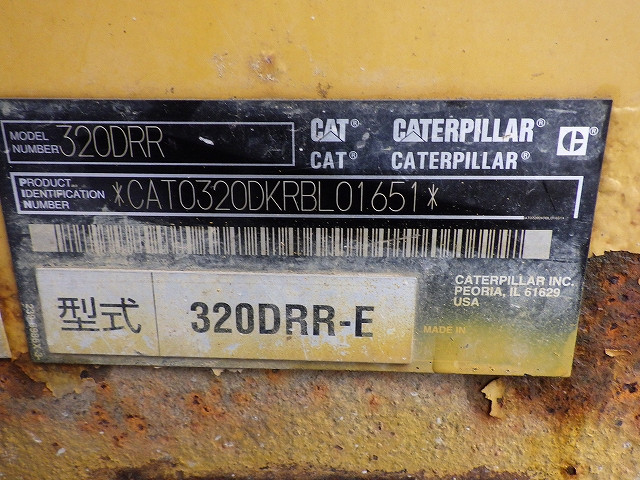 MODEL NUMBER 320DRR
CAT® CATERPILLAR® C®
CAT® CATERPILLAR®
PRODUCT IDENTIFICATION NUMBER *CAT0320DKRBL01651*
CATERPILLAR INC.
PEORIA, IL 61629
USA
MADE IN
型式 320DRR-E